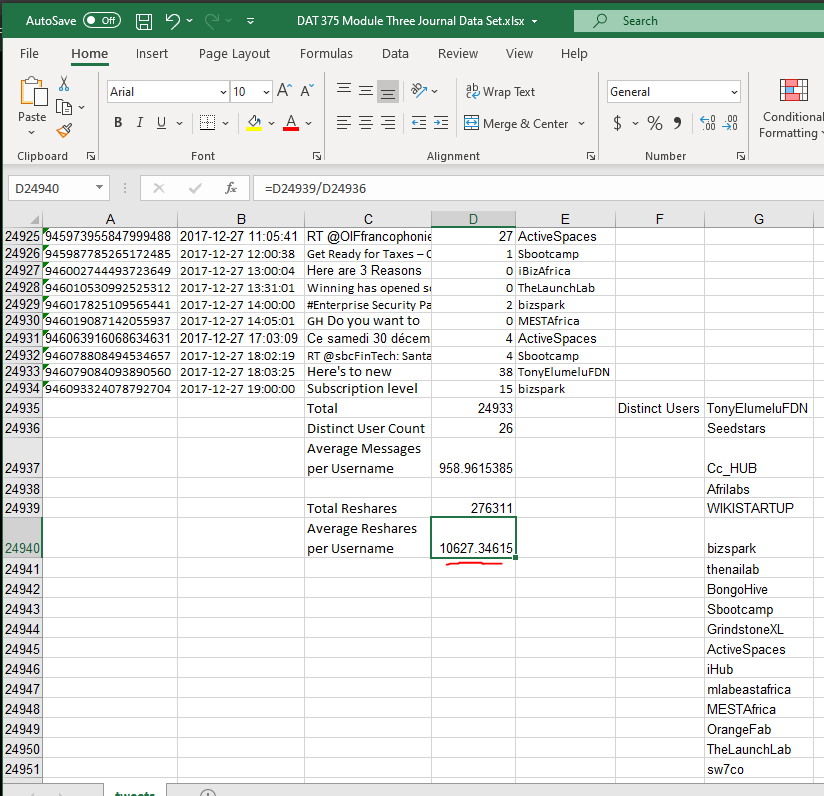 AutoSave Off DAT 375 Module Three Journal Data Set.xlsx Search
File Home Insert Page Layout Formulas Data Review View Help
Paste
Arial 10 A A
B I U A
ab Wrap Text
Merge & Center
General
$ % 9 .00 .00
Conditional
Formatting
Clipboard Font Alignment Number
D24940 fx =D24939/D24936
A B C D E F G
24925 945973955847999488 2017-12-27 11:05:41 RT @OIFfrancophonie 27 ActiveSpaces
24926 945987785265172485 2017-12-27 12:00:38 Get Ready for Taxes – 1 Sbootcamp
24927 946002744493723649 2017-12-27 13:00:04 Here are 3 Reasons 0 iBizAfrica
24928 946010530992525312 2017-12-27 13:31:01 Winning has opened 0 TheLaunchLab
24929 946017825109565441 2017-12-27 14:00:00 #Enterprise Security Pa 2 bizspark
24930 946019087142055937 2017-12-27 14:05:01 GH Do you want to 0 MESTAfrica
24931 946063916068634631 2017-12-27 17:03:09 Ce samedi 30 décem 4 ActiveSpaces
24932 946078808494534657 2017-12-27 18:02:19 RT @sbcFinTech: Santa 4 Sbootcamp
24933 946079084093890560 2017-12-27 18:03:25 Here's to new 38 TonyElumeluFDN
24934 946093324078792704 2017-12-27 19:00:00 Subscription level 15 bizspark
24935 Total 24933 Distinct Users TonyElumeluFDN
24936 Distinct User Count 26 Seedstars
Average Messages
24937 per Username 958.9615385 Cc_HUB
24938 Afrilabs
24939 Total Reshares 276311 WIKISTARTUP
Average Reshares
24940 per Username 10627.34615 bizspark
24941 thenailab
24942 BongoHive
24943 Sbootcamp
24944 GrindstoneXL
24945 ActiveSpaces
24946 iHub
24947 mlabeastafrica
24948 MESTAfrica
24949 OrangeFab
24950 TheLaunchLab
24951 sw7co
tweets